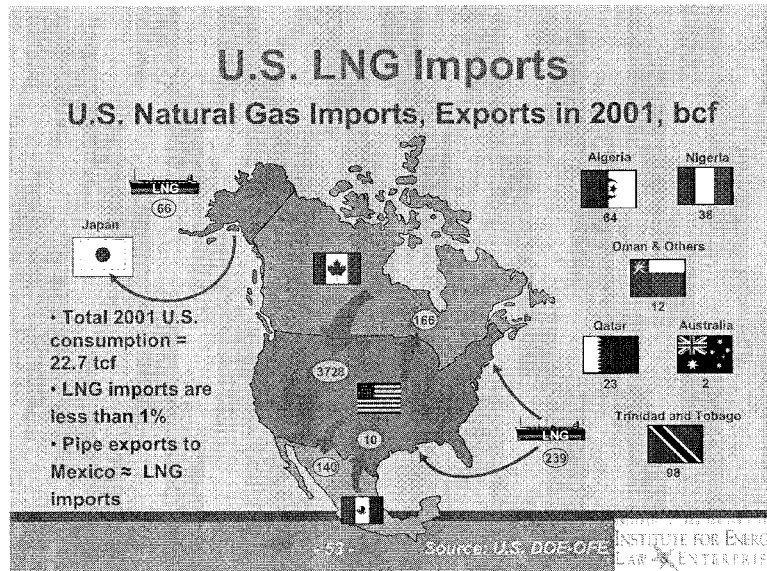 U.S. LNG Imports
U.S. Natural Gas Imports, Exports in 2001, bcf
LNG
66
Japan
Algeria
64
Nigeria
38
Oman & Others
12
Qatar
23
Australia
2
Trinidad and Tobago
98
166
3728
10
140
LNG
239
• Total 2001 U.S.
consumption =
22.7 tcf
• LNG imports are
less than 1%
• Pipe exports to
Mexico ≈ LNG
imports
- 53 -
Source: U.S. DOE-OFE
INSTITUTE FOR ENERG
LAW
ENTERPRIS